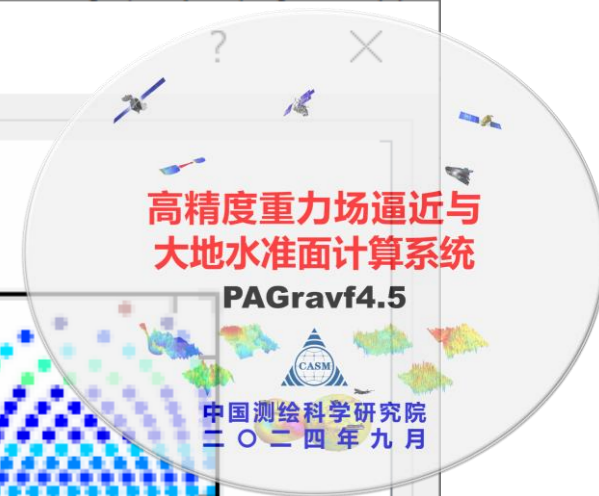 ?
高精度重力场逼近与
大地水准面计算系统
PAGravf4.5
CASM
中国测绘科学研究院
二〇二四年九月